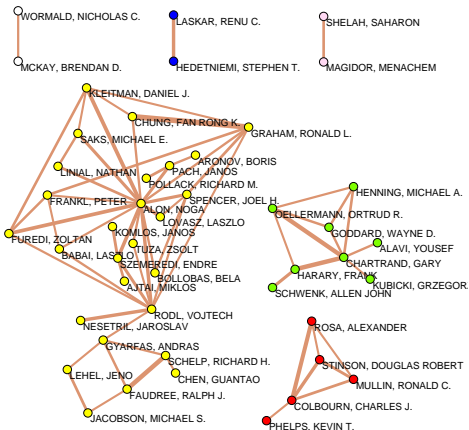 WORMALD, NICHOLAS C.
LASKAR, RENU C.
SHELAH, SAHARON
MCKAY, BRENDAN D.
HEDETNIEMI, STEPHEN T.
MAGIDOR, MENACHEM
KLEITMAN, DANIEL J.
CHUNG, FAN RONG K.
GRAHAM, RONALD L.
SAKS, MICHAEL E.
ARONOV, BORIS
LINIAL, NATHAN
PACH, JANOS
POLLACK, RICHARD M.
HENNING, MICHAEL A.
FRANKL, PETER
SPENCER, JOEL H.
ALON, NOGA
OELLERMANN, ORTRUD R.
LOVASZ, LASZLO
GODDARD, WAYNE D.
KOMLOS, JANOS
FUREDI, ZOLTAN
ALAVI, YOUSEF
TUZA, ZSOLT
BABAI, LASZLO
CHARTRAND, GARY
SZEMEREDI, ENDRE
HARARY, FRANK
BOLLOBAS, BELA
KUBICKI, GRZEGOR
AJTAI, MIKLOS
SCHWENK, ALLEN JOHN
RODL, VOJTECH
NESETRIL, JAROSLAV
ROSA, ALEXANDER
GYARFAS, ANDRAS
SCHELP, RICHARD H.
STINSON, DOUGLAS ROBERT
LEHEL, JENO
CHEN, GUANTAO
MULLIN, RONALD C.
FAUDREE, RALPH J.
COLBOURN, CHARLES J.
JACOBSON, MICHAEL S.
PHELPS, KEVIN T.